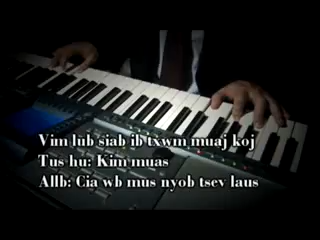 Vim lub siab ib txwm muaj koj
Tus hu: Kim muas
Allb: Cia wb mus nyob tsev laus